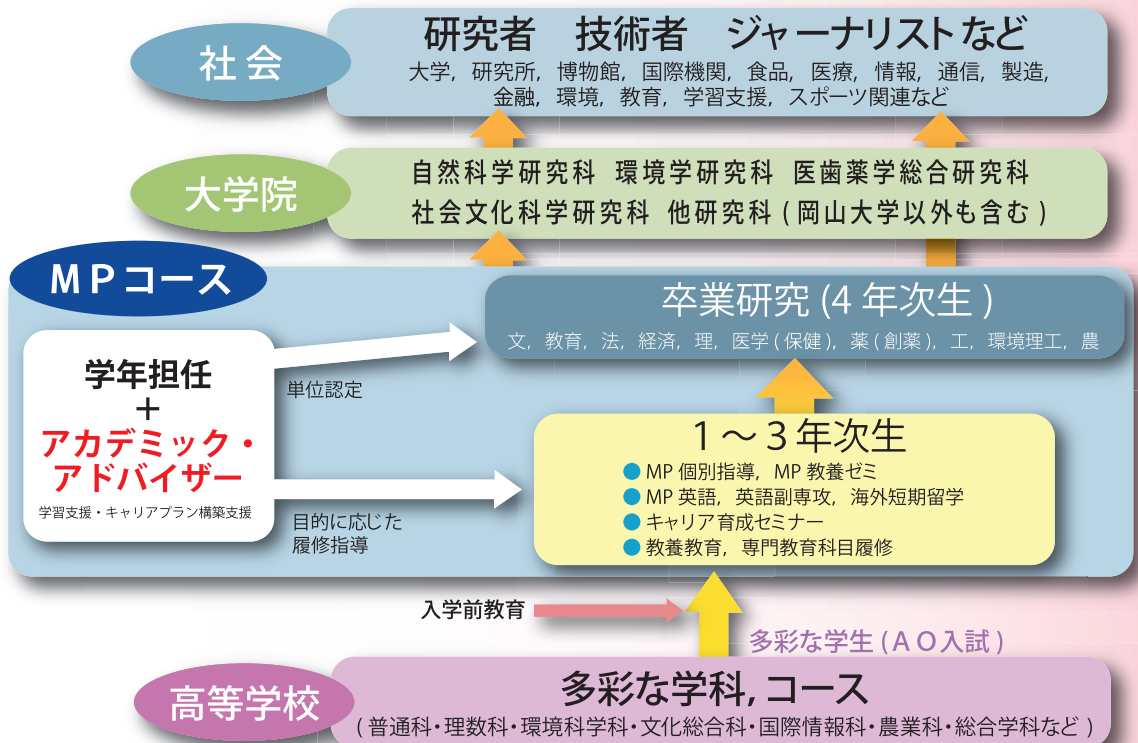 社会
研究者　技術者　ジャーナリストなど
大学，研究所，博物館，国際機関，食品，医療，情報，通信，製造，
金融，環境，教育，学習支援，スポーツ関連など
大学院
自然科学研究科 環境学研究科 医歯薬学総合研究科
社会文化科学研究科 他研究科 ( 岡山大学以外も含む )
ＭＰコース
卒業研究 (4 年次生 )
文，教育，法，経済，理，医学 ( 保健 )，薬 ( 創薬 )，工，環境理工，農
学年担任
＋
アカデミック・
アドバイザー
学習支援・キャリアプラン構築支援
単位認定
目的に応じた
履修指導
１～３年次生
● MP 個別指導，MP 教養ゼミ
● MP 英語，英語副専攻，海外短期留学
● キャリア育成セミナー
● 教養教育，専門教育科目履修
入学前教育
多彩な学生 (ＡＯ入試 )
高等学校
多彩な学科, コース
( 普通科・理数科・環境科学科・文化総合科・国際情報科・農業科・総合学科など )